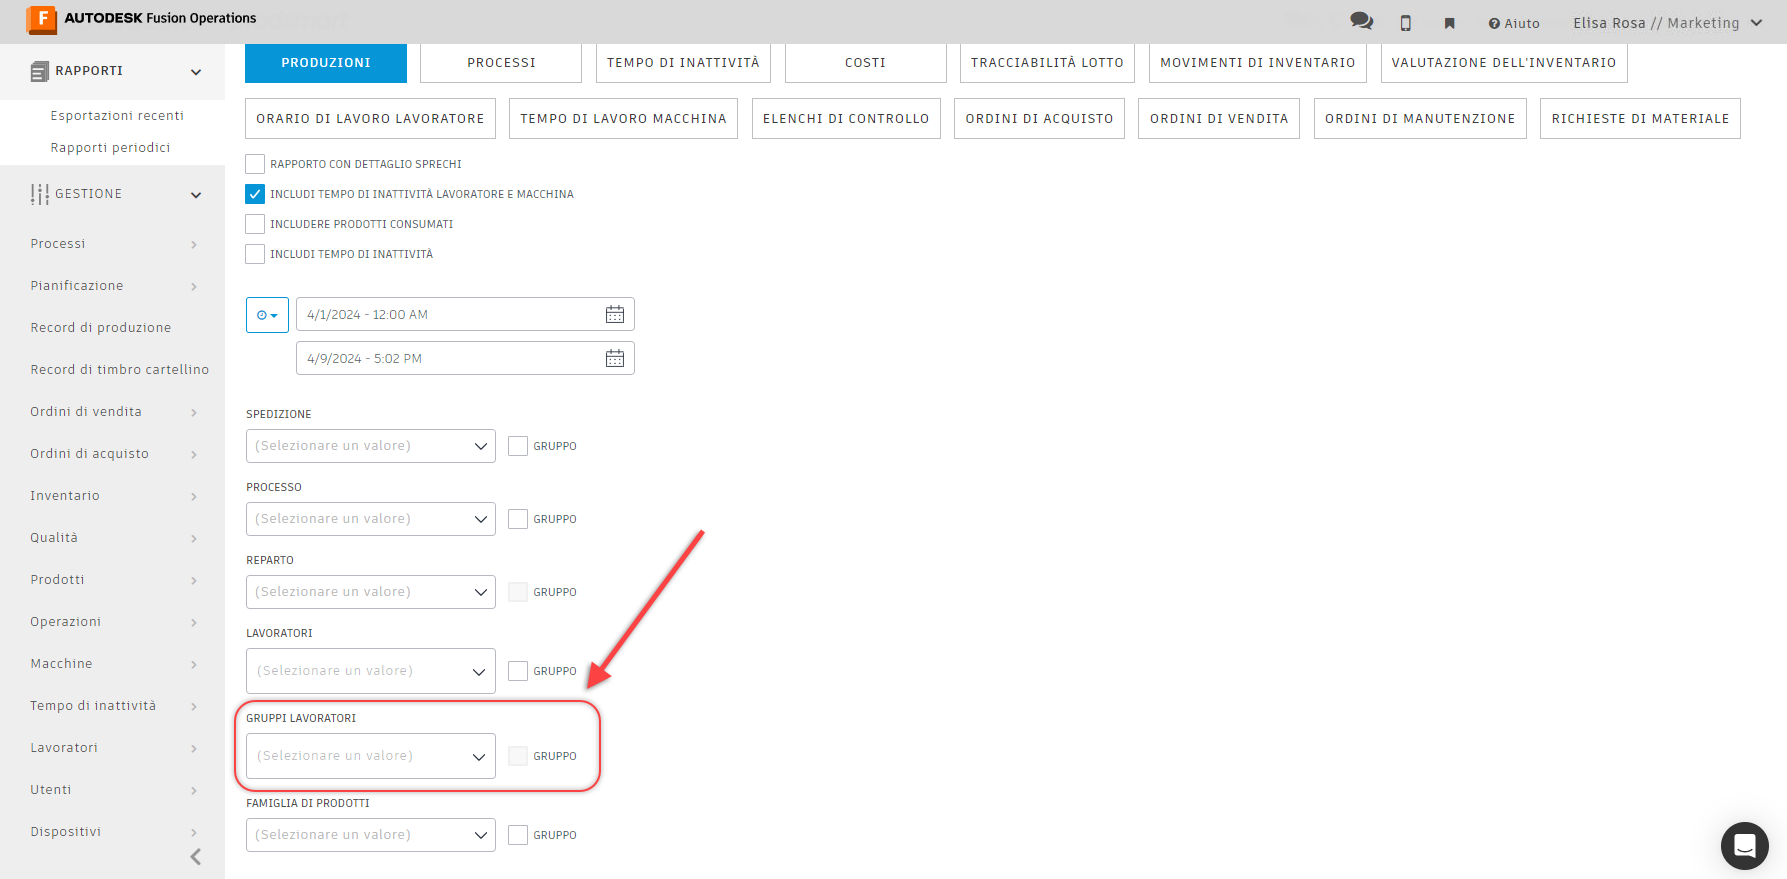 AUTODESK Fusion Operations
Aiuto
Elisa Rosa // Marketing
RAPPORTI
Esportazioni recenti
Rapporti periodici
GESTIONE
Processi
Pianificazione
Record di produzione
Record di timbro cartellino
Ordini di vendita
Ordini di acquisto
Inventario
Qualità
Prodotti
Operazioni
Macchine
Tempo di inattività
Lavoratori
Utenti
Dispositivi
PRODUZIONI
PROCESSI
TEMPO DI INATTIVITÀ
COSTI
TRACCIABILITÀ LOTTO
MOVIMENTI DI INVENTARIO
VALUTAZIONE DELL'INVENTARIO
ORARIO DI LAVORO LAVORATORE
TEMPO DI LAVORO MACCHINA
ELENCHI DI CONTROLLO
ORDINI DI ACQUISTO
ORDINI DI VENDITA
ORDINI DI MANUTENZIONE
RICHIESTE DI MATERIALE
RAPPORTO CON DETTAGLIO SPRECHI
INCLUDI TEMPO DI INATTIVITÀ LAVORATORE E MACCHINA
INCLUDERE PRODOTTI CONSUMATI
INCLUDI TEMPO DI INATTIVITÀ
4/1/2024 - 12:00 AM
4/9/2024 - 5:02 PM
SPEDIZIONE
(Selezionare un valore)
GRUPPO
PROCESSO
(Selezionare un valore)
GRUPPO
REPARTO
(Selezionare un valore)
GRUPPO
LAVORATORI
(Selezionare un valore)
GRUPPO
GRUPPI LAVORATORI
(Selezionare un valore)
GRUPPO
FAMIGLIA DI PRODOTTI
(Selezionare un valore)
GRUPPO